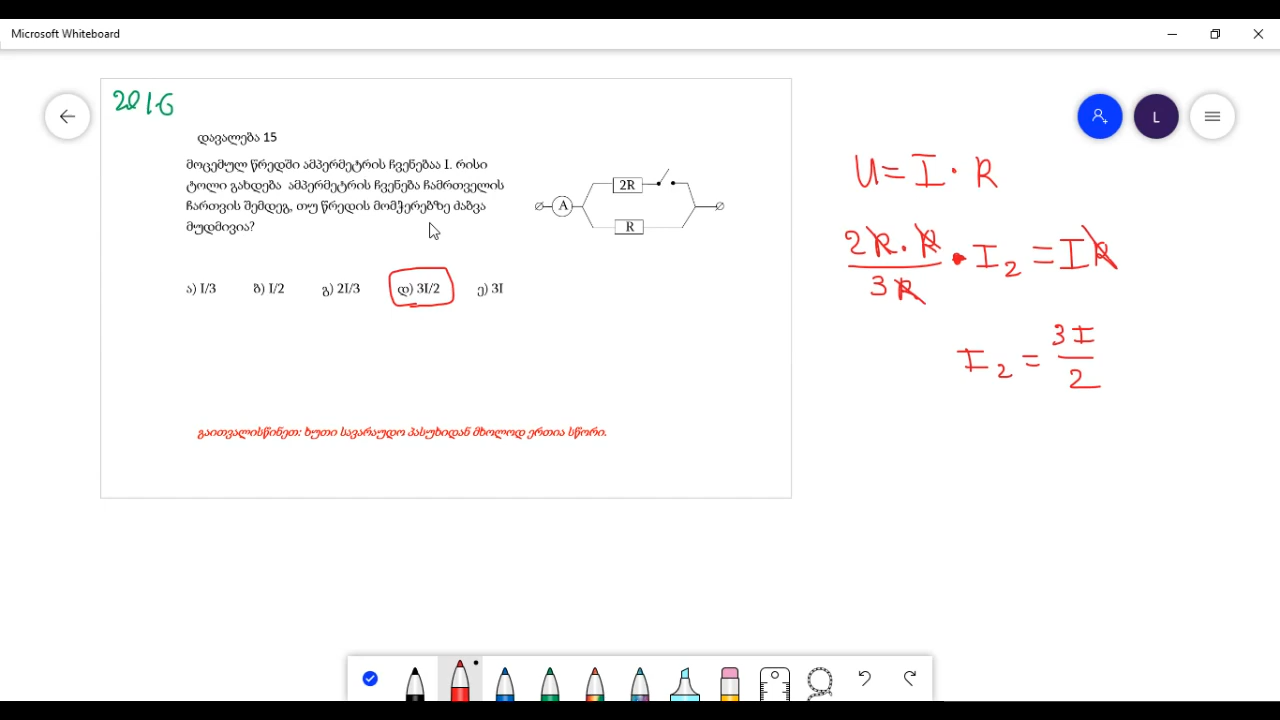 Microsoft Whiteboard
2016
დავალება 15
მოცემულ წრედში ამპერმეტრის ჩვენებაა I. რისი
ტოლი გახდება ამპერმეტრის ჩვენება ჩამრთველის
ჩართვის შემდეგ, თუ წრედის მომჭერებზე ძაბვა
მუდმივია?
2R
A
R
ა) I/3 ბ) I/2 გ) 2I/3 დ) 3I/2 ე) 3I
გაითვალისწინეთ: ხუთი სავარაუდო პასუხიდან მხოლოდ ერთია სწორი.
L
U = I · R
2R · R / 3R · I₂ = IR
I₂ = 3I / 2